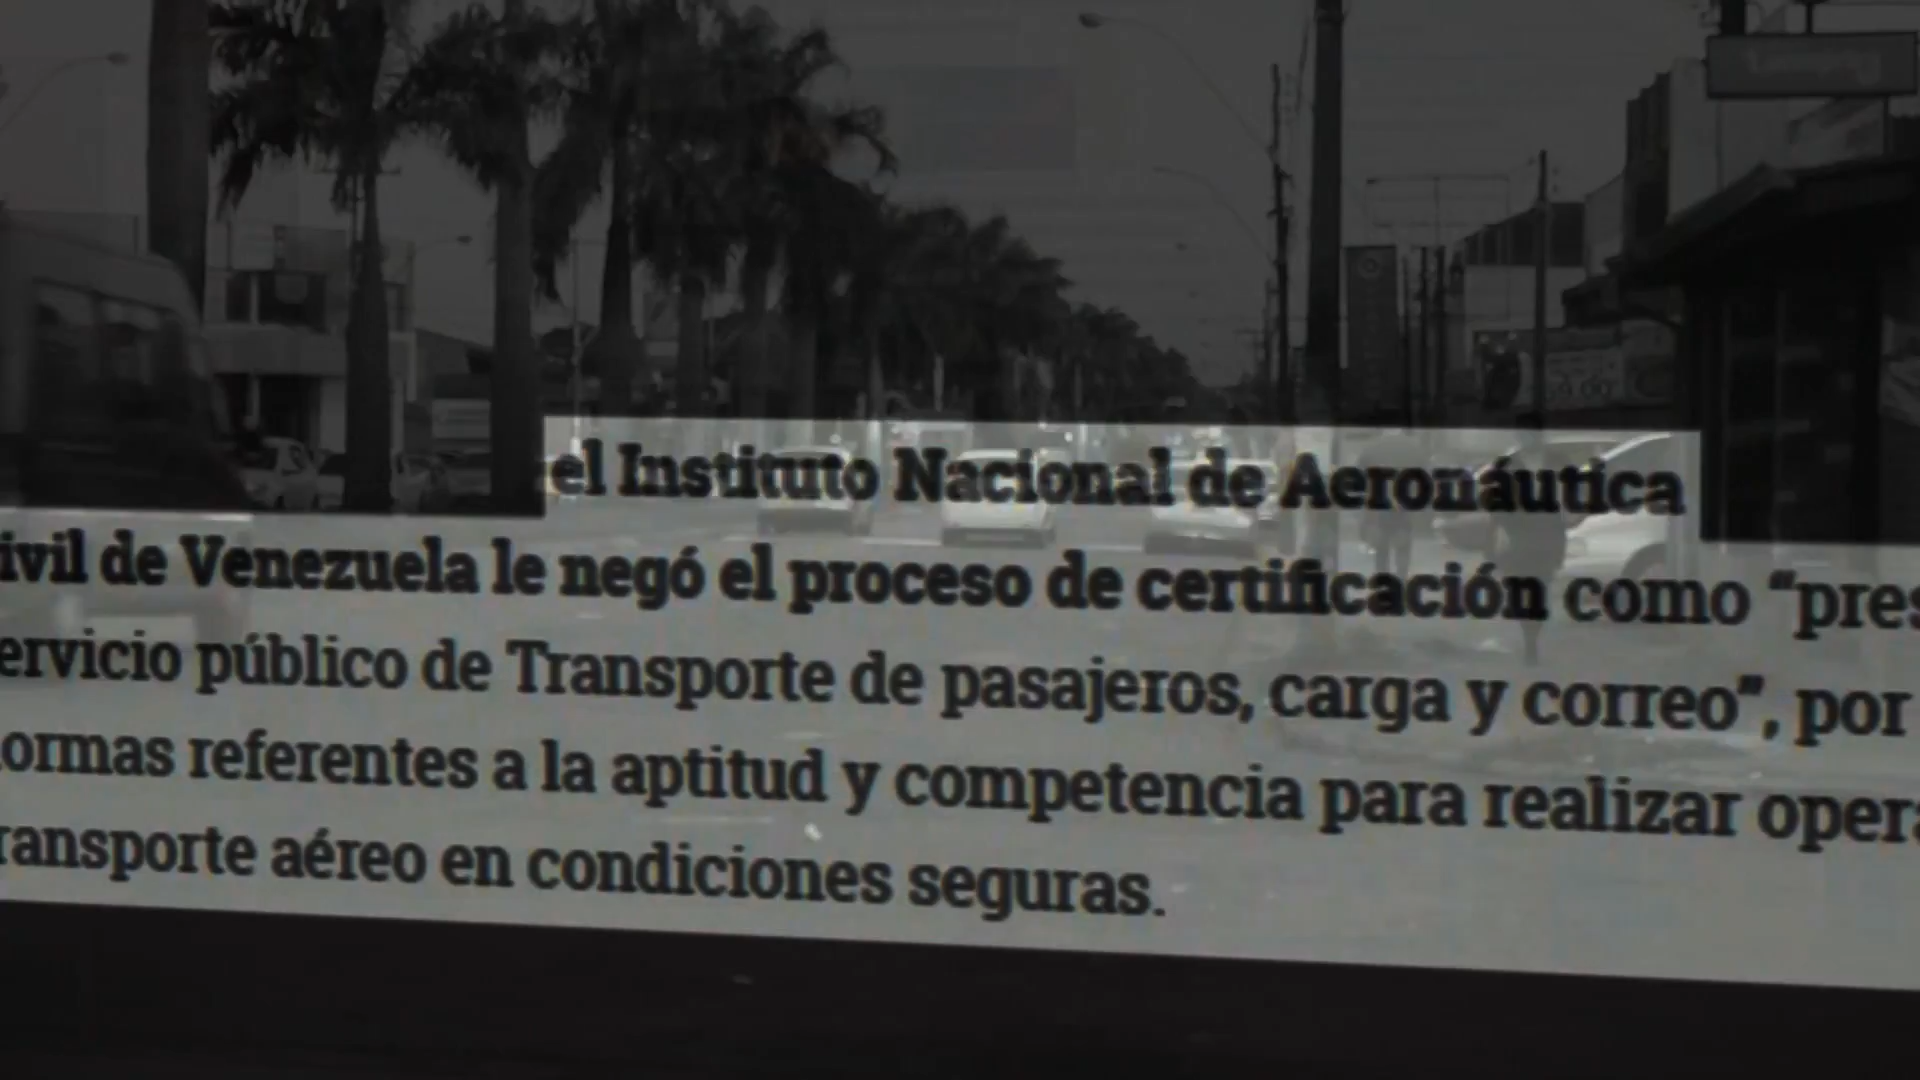 el Instituto Nacional de Aeronáutica
ivil de Venezuela le negó el proceso de certificación como “pres
ervicio público de Transporte de pasajeros, carga y correo”, por
ormas referentes a la aptitud y competencia para realizar opera
ransporte aéreo en condiciones seguras.